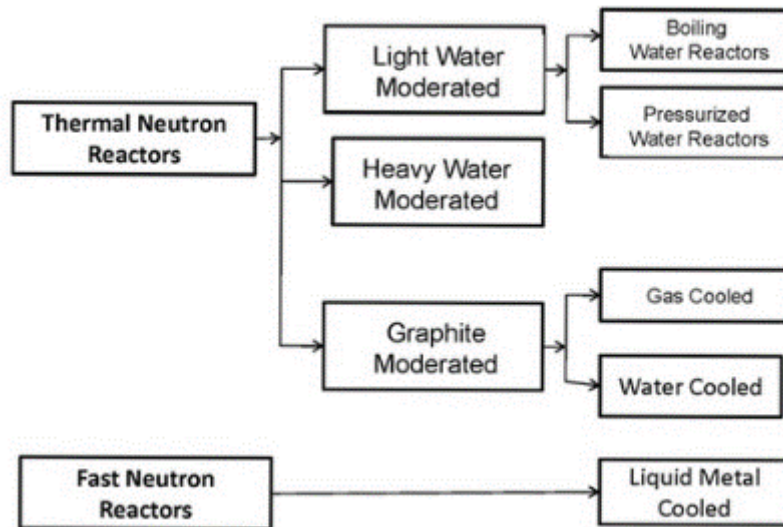 Thermal Neutron
Reactors
Light Water
Moderated
Boiling
Water Reactors
Pressurized
Water Reactors
Heavy Water
Moderated
Graphite
Moderated
Gas Cooled
Water Cooled
Fast Neutron
Reactors
Liquid Metal
Cooled